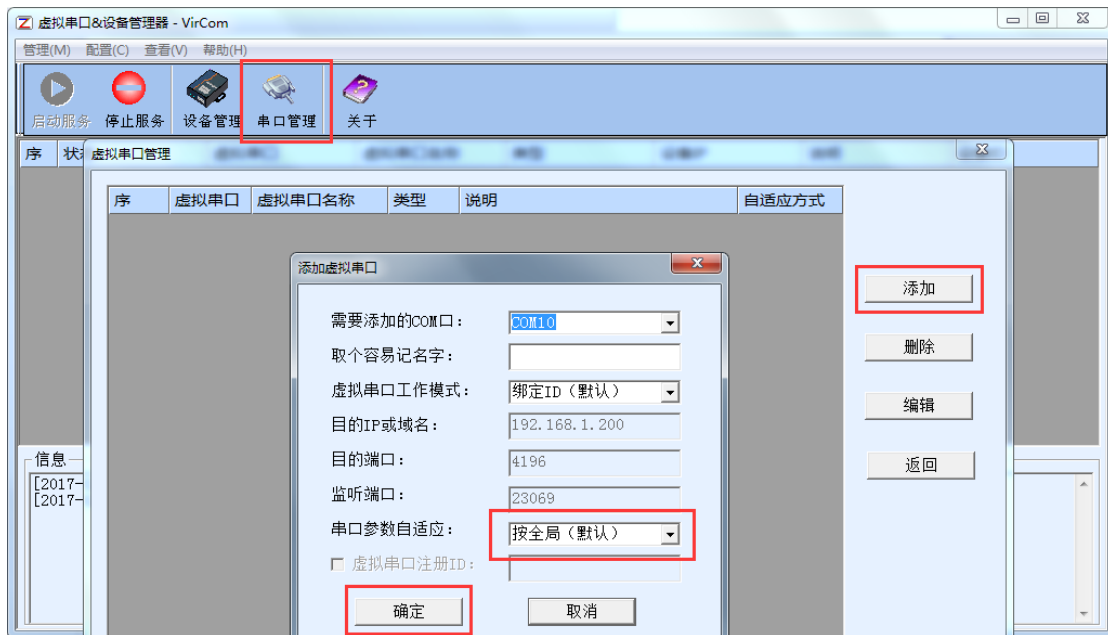 虚拟串口&设备管理器 - VirCom
管理(M) 配置(C) 查看(V) 帮助(H)
启动服务 停止服务 设备管理 串口管理 关于
序
虚拟串口管理
序 虚拟串口 虚拟串口名称 类型 说明 自适应方式
添加虚拟串口
需要添加的COM口: COM10
取个容易记名字:
虚拟串口工作模式: 绑定ID (默认)
目的IP或域名: 192.168.1.200
目的端口: 4196
监听端口: 23069
串口参数自适应: 按全局 (默认)
虚拟串口注册ID:
确定 取消
添加
删除
编辑
返回
信息
[2017-
[2017-